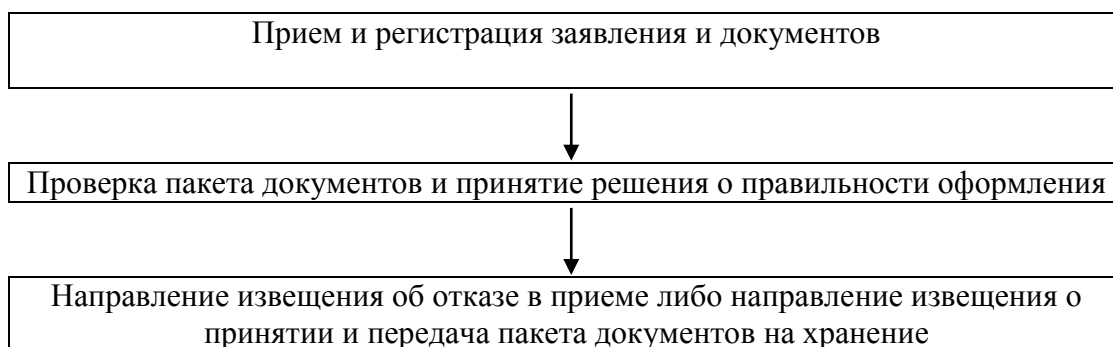 Прием и регистрация заявления и документов
Проверка пакета документов и принятие решения о правильности оформления
Направление извещения об отказе в приеме либо направление извещения о
принятии и передача пакета документов на хранение